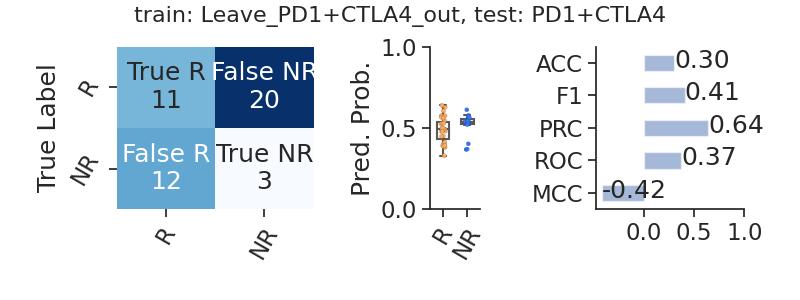 train: Leave_PD1+CTLA4_out, test: PD1+CTLA4
True Label
R
NR
True R
11
False NR
20
False R
12
True NR
3
R
NR
Pred. Prob.
1.0
0.5
0.0
R
NR
ACC
0.30
F1
0.41
PRC
0.64
ROC
0.37
MCC
-0.42
0.0
0.5
1.0